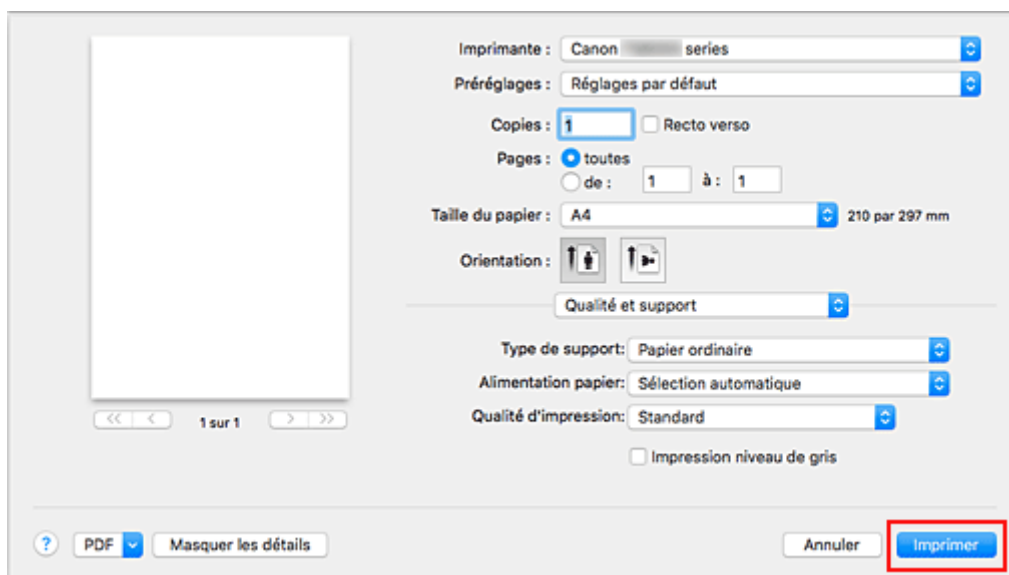 Imprimante : Canon series
Préréglages : Réglages par défaut
Copies : 1 Recto verso
Pages : toutes
de : 1 à : 1
Taille du papier : A4 210 par 297 mm
Orientation :
Qualité et support
Type de support: Papier ordinaire
Alimentation papier: Sélection automatique
1 sur 1
Qualité d'impression: Standard
Impression niveau de gris
? PDF Masquer les détails Annuler Imprimer